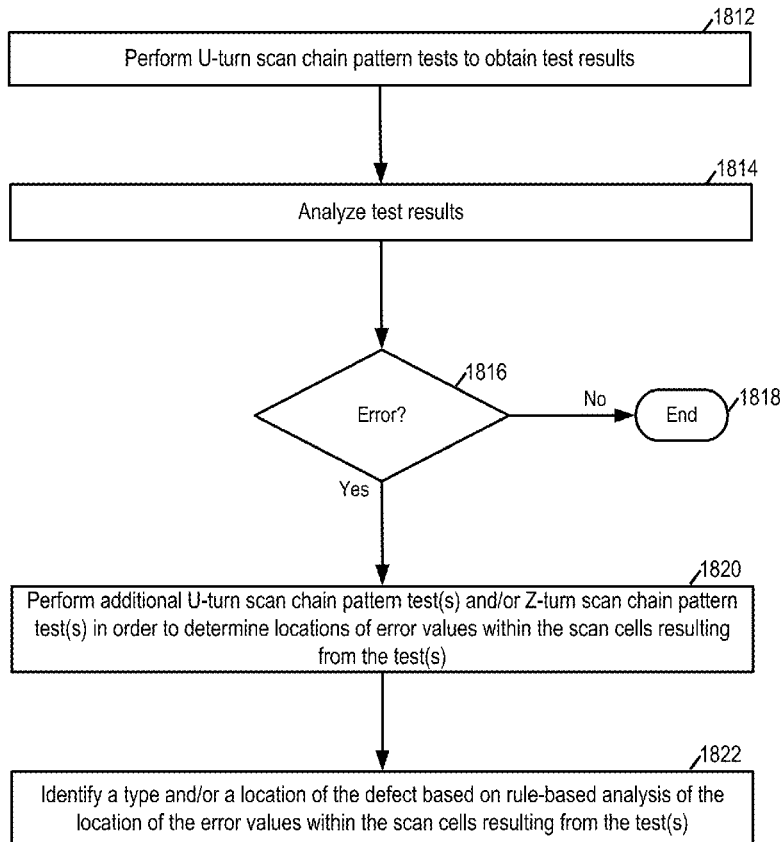 1812
Perform U-turn scan chain pattern tests to obtain test results
1814
Analyze test results
1816
Error?
No
End
1818
Yes
1820
Perform additional U-turn scan chain pattern test(s) and/or Z-turn scan chain pattern
test(s) in order to determine locations of error values within the scan cells resulting
from the test(s)
1822
Identify a type and/or a location of the defect based on rule-based analysis of the
location of the error values within the scan cells resulting from the test(s)